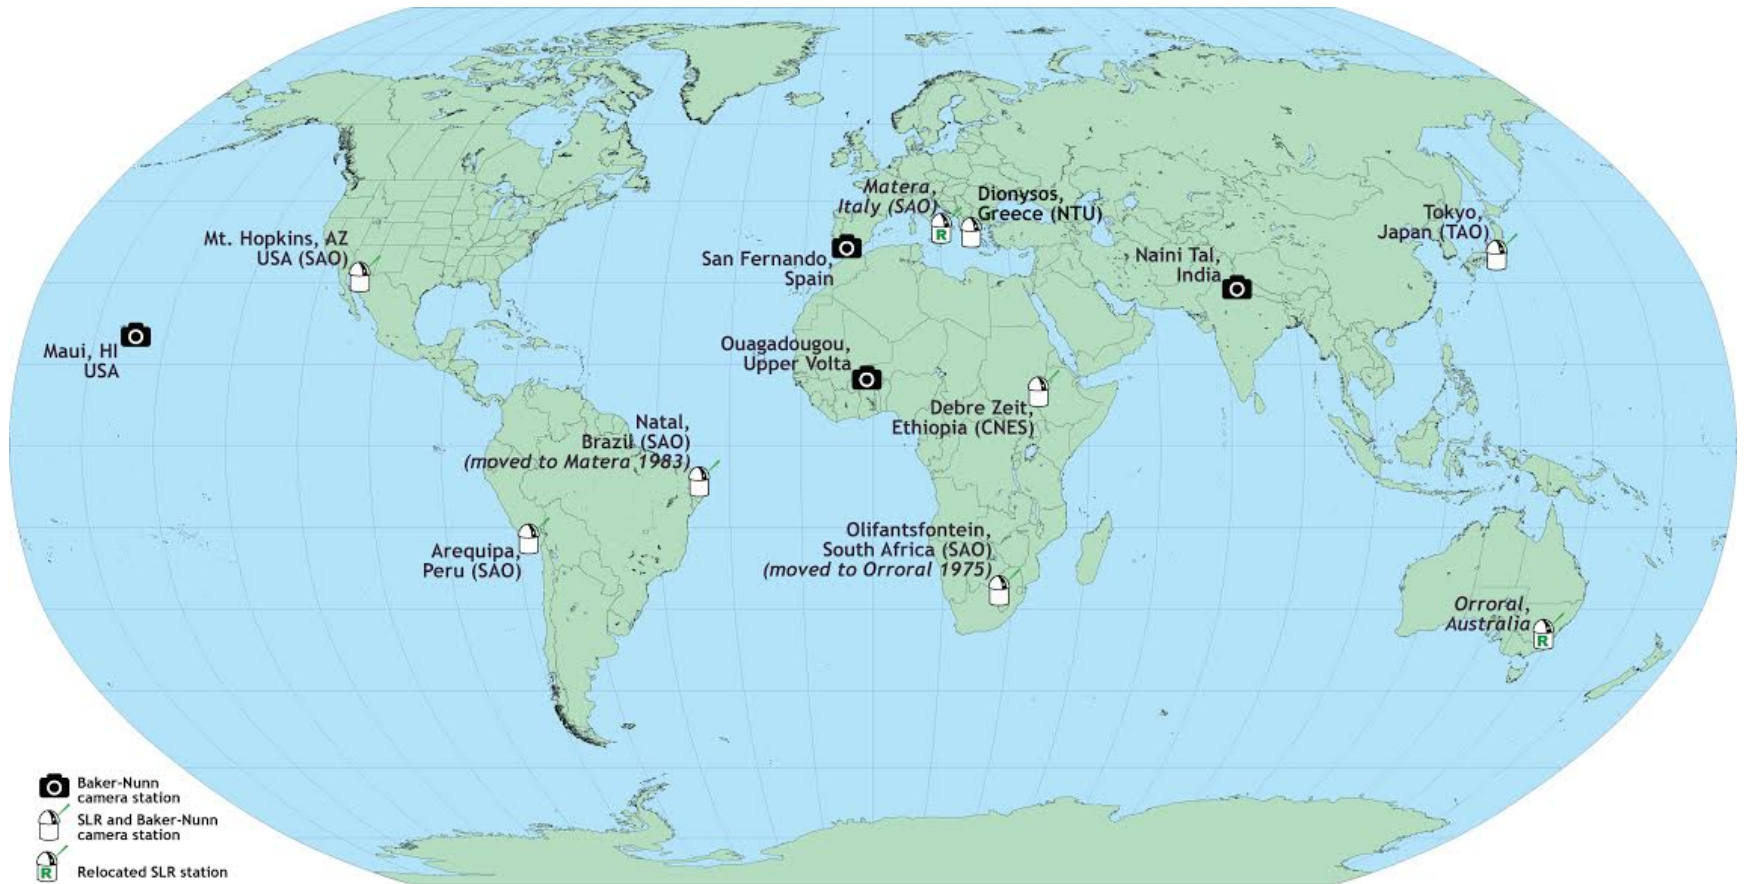 Matera,
Italy (SAO)
Dionysos,
Greece (NTU)
Tokyo,
Japan (TAO)
Mt. Hopkins, AZ
USA (SAO)
San Fernando,
Spain
Naini Tal,
India
Maui, HI
USA
Ouagadougou,
Upper Volta
Debre Zeit,
Ethiopia (CNES)
Natal,
Brazil (SAO)
(moved to Matera 1983)
Arequipa,
Peru (SAO)
Olifantsfontein,
South Africa (SAO)
(moved to Orroral 1975)
Orroral,
Australia
R
R
Baker-Nunn
camera station
SLR and Baker-Nunn
camera station
R
Relocated SLR station